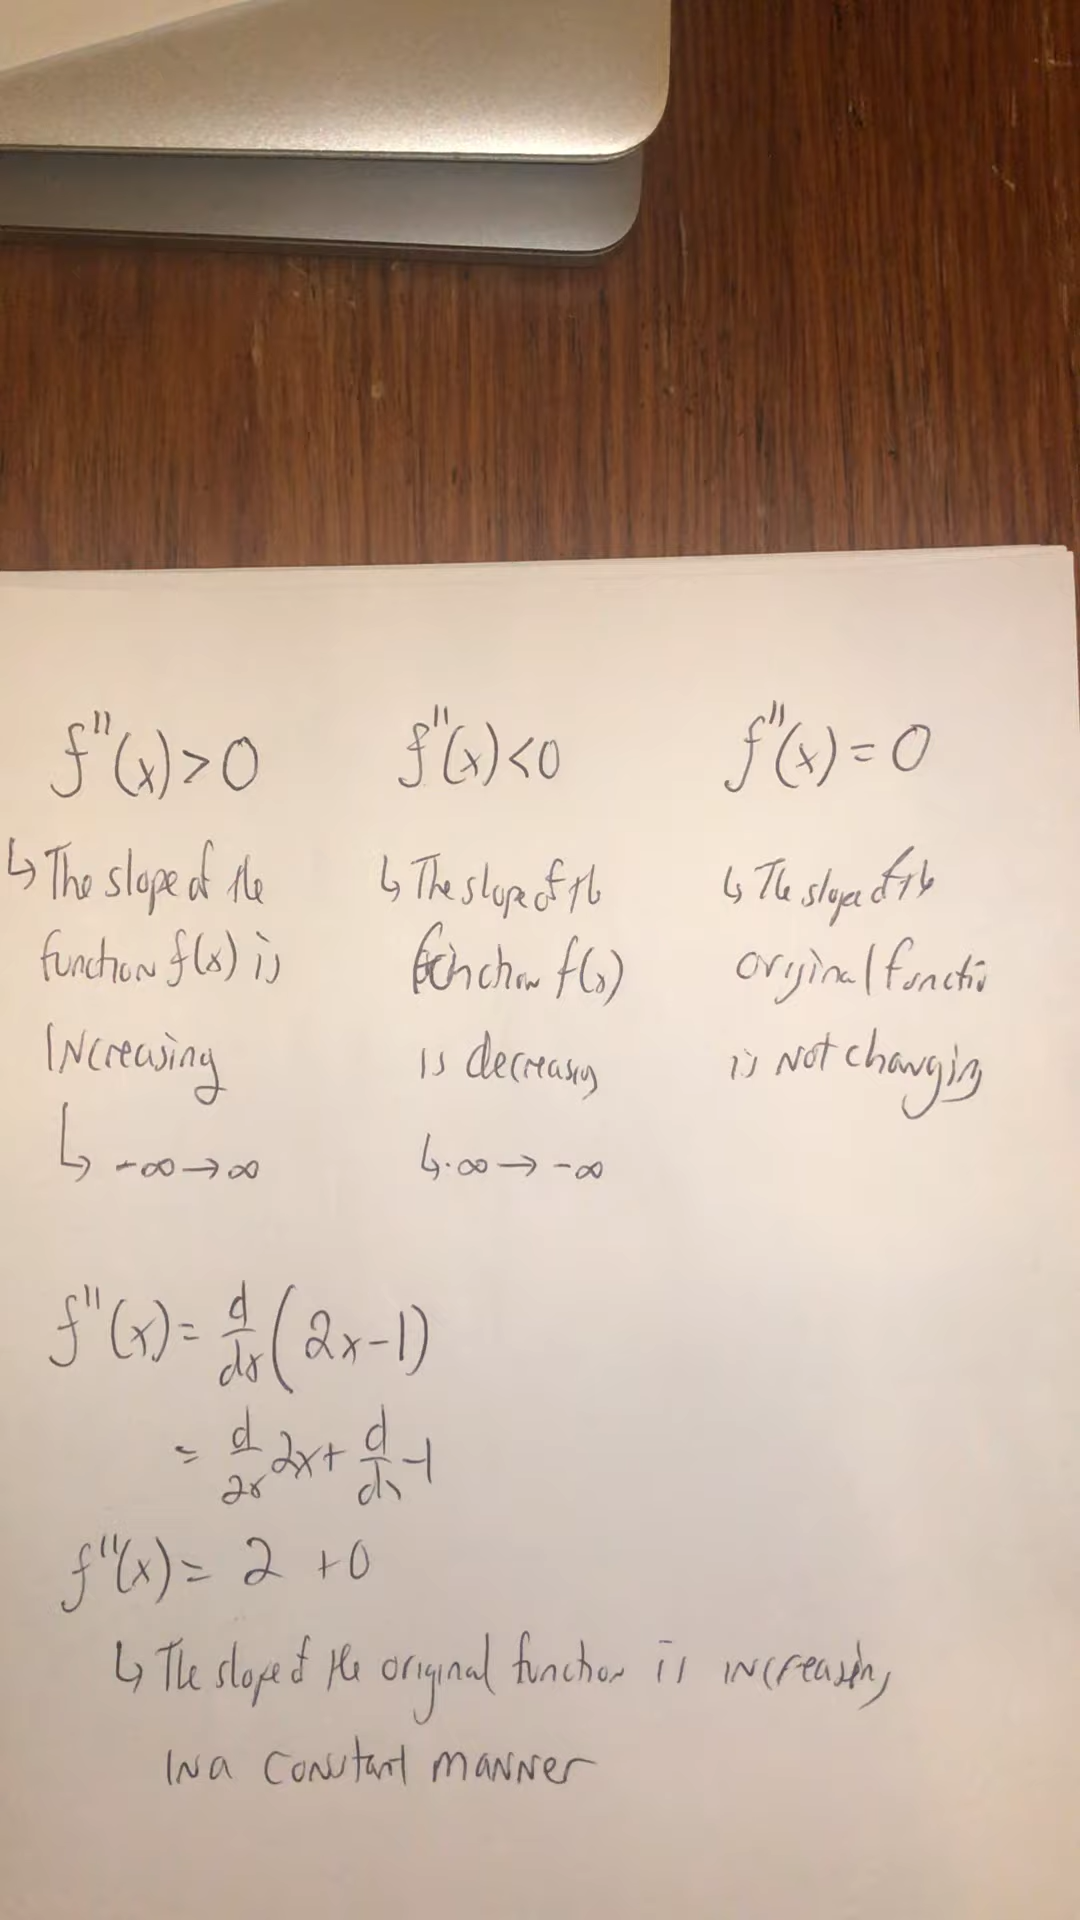 f''(x)>0
↳ The slope of the
function f(x) is
Increasing
↳ -∞→∞
f''(x)<0
↳ The slope of the
function f(x)
is decreasing
↳ ∞→-∞
f''(x)=0
↳ The slope of the
original function
is not changing
f''(x)= d/dx (2x-1)
= d/dx 2x+ d/dx -1
f''(x)= 2 +0
↳ The slope of the original function is increasing
in a constant manner